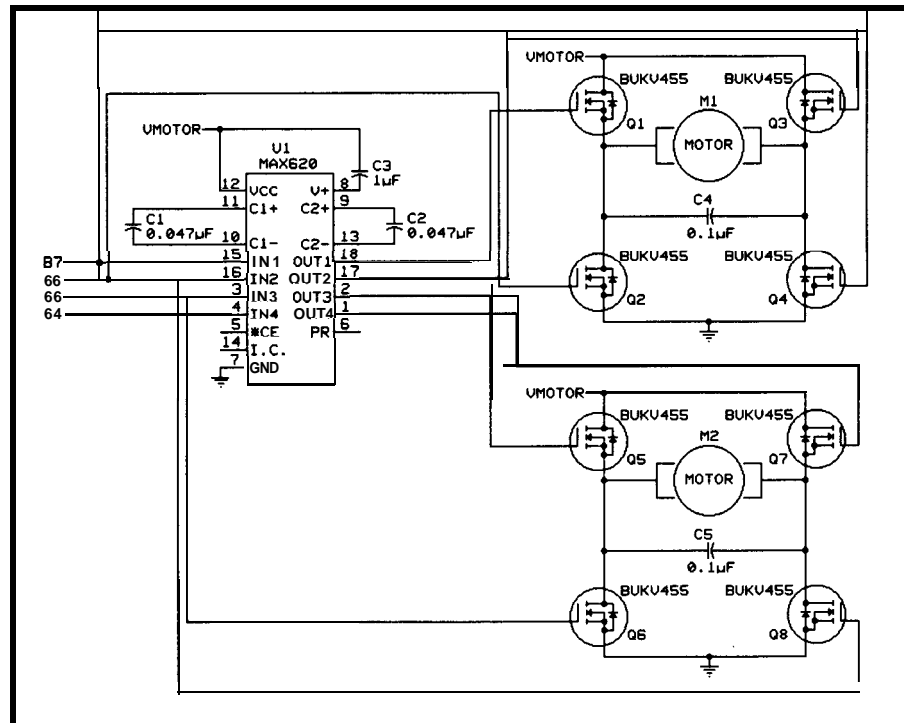 VMOTOR
BUKV455 BUKV455
M1
Q1 Q3
MOTOR
VMOTOR
U1
MAX620
C3
1µF
12 VCC V+ 8
11 C1+ C2+ 9
C1
0.047µF
C2
0.047µF
C4
0.1µF
10 C1- C2- 13
B7 15 IN1 OUT1 18
66 16 IN2 OUT2 17
66 3 IN3 OUT3 2
64 4 IN4 OUT4 1
5 *CE PR 6
14 I.C.
7 GND
BUKV455 BUKV455
Q2 Q4
VMOTOR
BUKV455 BUKV455
M2
Q5 Q7
MOTOR
C5
0.1µF
BUKV455 BUKV455
Q6 Q8